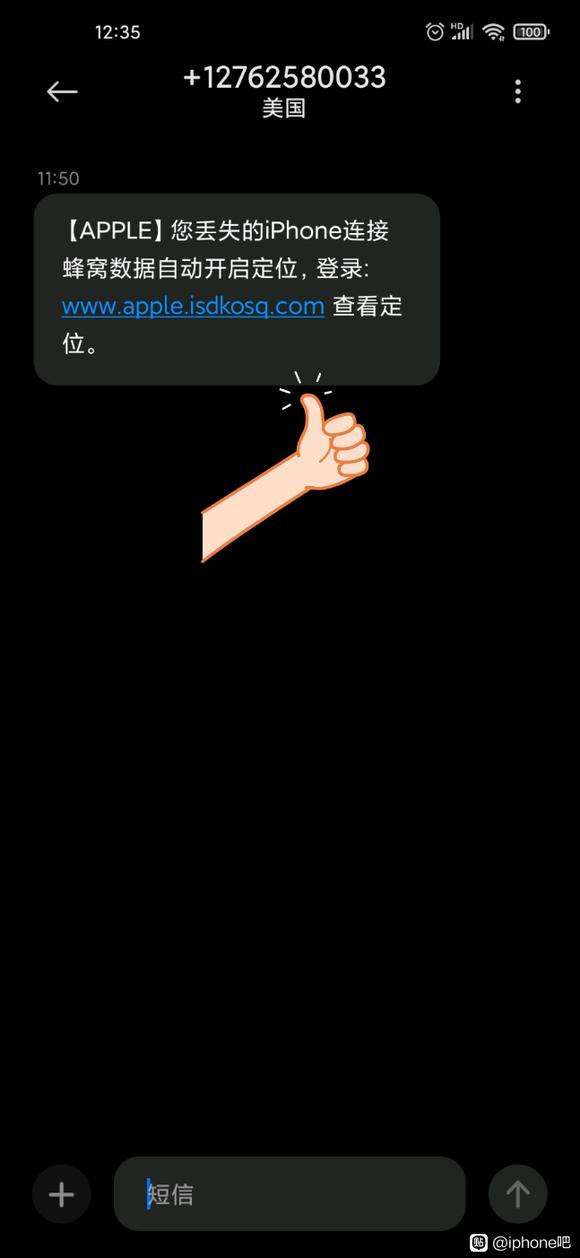 12:35
HD
100
+12762580033
美国
11:50
【APPLE】您丢失的iPhone连接
蜂窝数据自动开启定位，登录:
www.apple.isdkosq.com 查看定
位。
短信
贴 @iphone吧